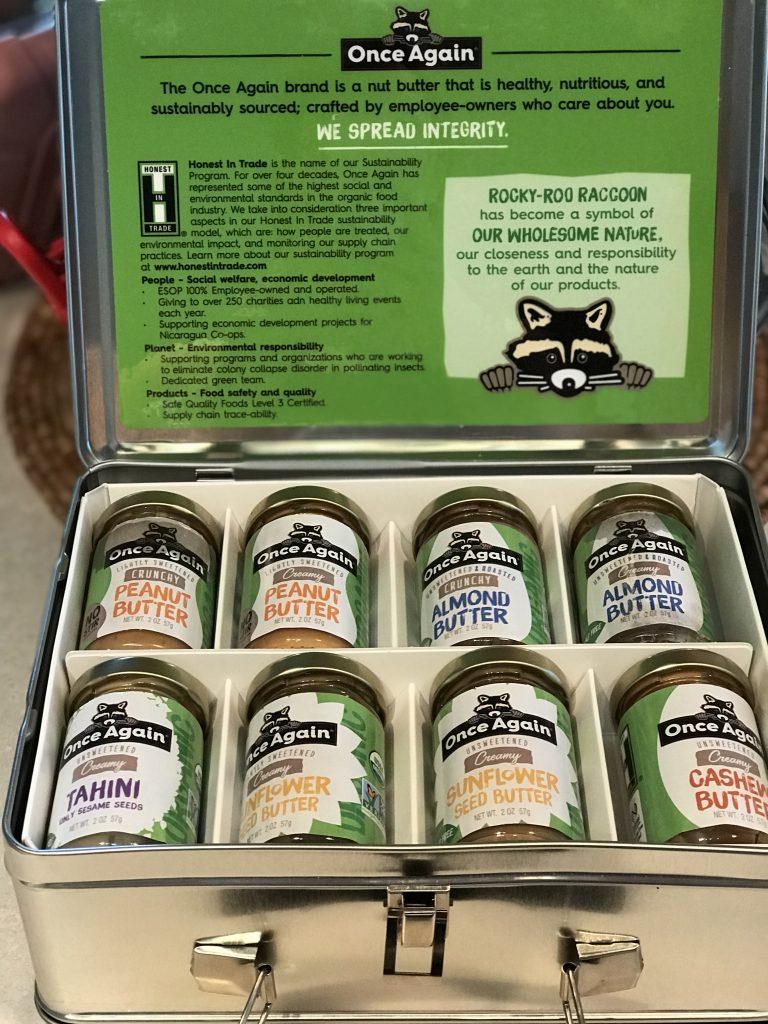 Once Again
The Once Again brand is a nut butter that is healthy, nutritious, and
sustainably sourced; crafted by employee-owners who care about you.
WE SPREAD INTEGRITY.
HONEST
IN
TRADE
Honest In Trade is the name of our Sustainability
Program. For over four decades, Once Again has
represented some of the highest social and
environmental standards in the organic food
industry. We take into consideration three important
aspects in our Honest In Trade sustainability
model, which are: how people are treated, our
environmental impact, and monitoring our supply chain
practices. Learn more about our sustainability program
at www.honestintrade.com
People - Social welfare, economic development
· ESOP 100% Employee-owned and operated.
· Giving to over 250 charities adn healthy living events
each year.
· Supporting economic development projects for
Nicaragua Co-ops.
Planet - Environmental responsibility
· Supporting programs and organizations who are working
to eliminate colony collapse disorder in pollinating insects.
· Dedicated green team.
Products - Food safety and quality
· Safe Quality Foods Level 3 Certified.
· Supply chain trace-ability.
ROCKY-ROO RACCOON
has become a symbol of
OUR WHOLESOME NATURE,
our closeness and responsibility
to the earth and the nature
of our products.
Once Again
LIGHTLY SWEETENED
CRUNCHY
PEANUT
BUTTER
NET WT. 2 OZ 57g
Once Again
LIGHTLY SWEETENED
Creamy
PEANUT
BUTTER
NET WT. 2 OZ 57g
Once Again
UNSWEETENED & ROASTED
CRUNCHY
ALMOND
BUTTER
NET WT. 2 OZ 57g
Once Again
UNSWEETENED & ROASTED
Creamy
ALMOND
BUTTER
NET WT. 2 OZ 57g
Once Again
UNSWEETENED
Creamy
TAHINI
ONLY SESAME SEEDS
NET WT. 2 OZ 57g
nce Again
SWEETENED
Creamy
NFLOWER
ED BUTTER
NET WT. 2 OZ 57g
Once Again
UNSWEETENED
Creamy
SUNFLOWER
SEED BUTTER
NET WT. 2 OZ 57g
Once Again
UNSWEETENED
Creamy
CASHEW
BUTTER
NET WT. 2 OZ 57g